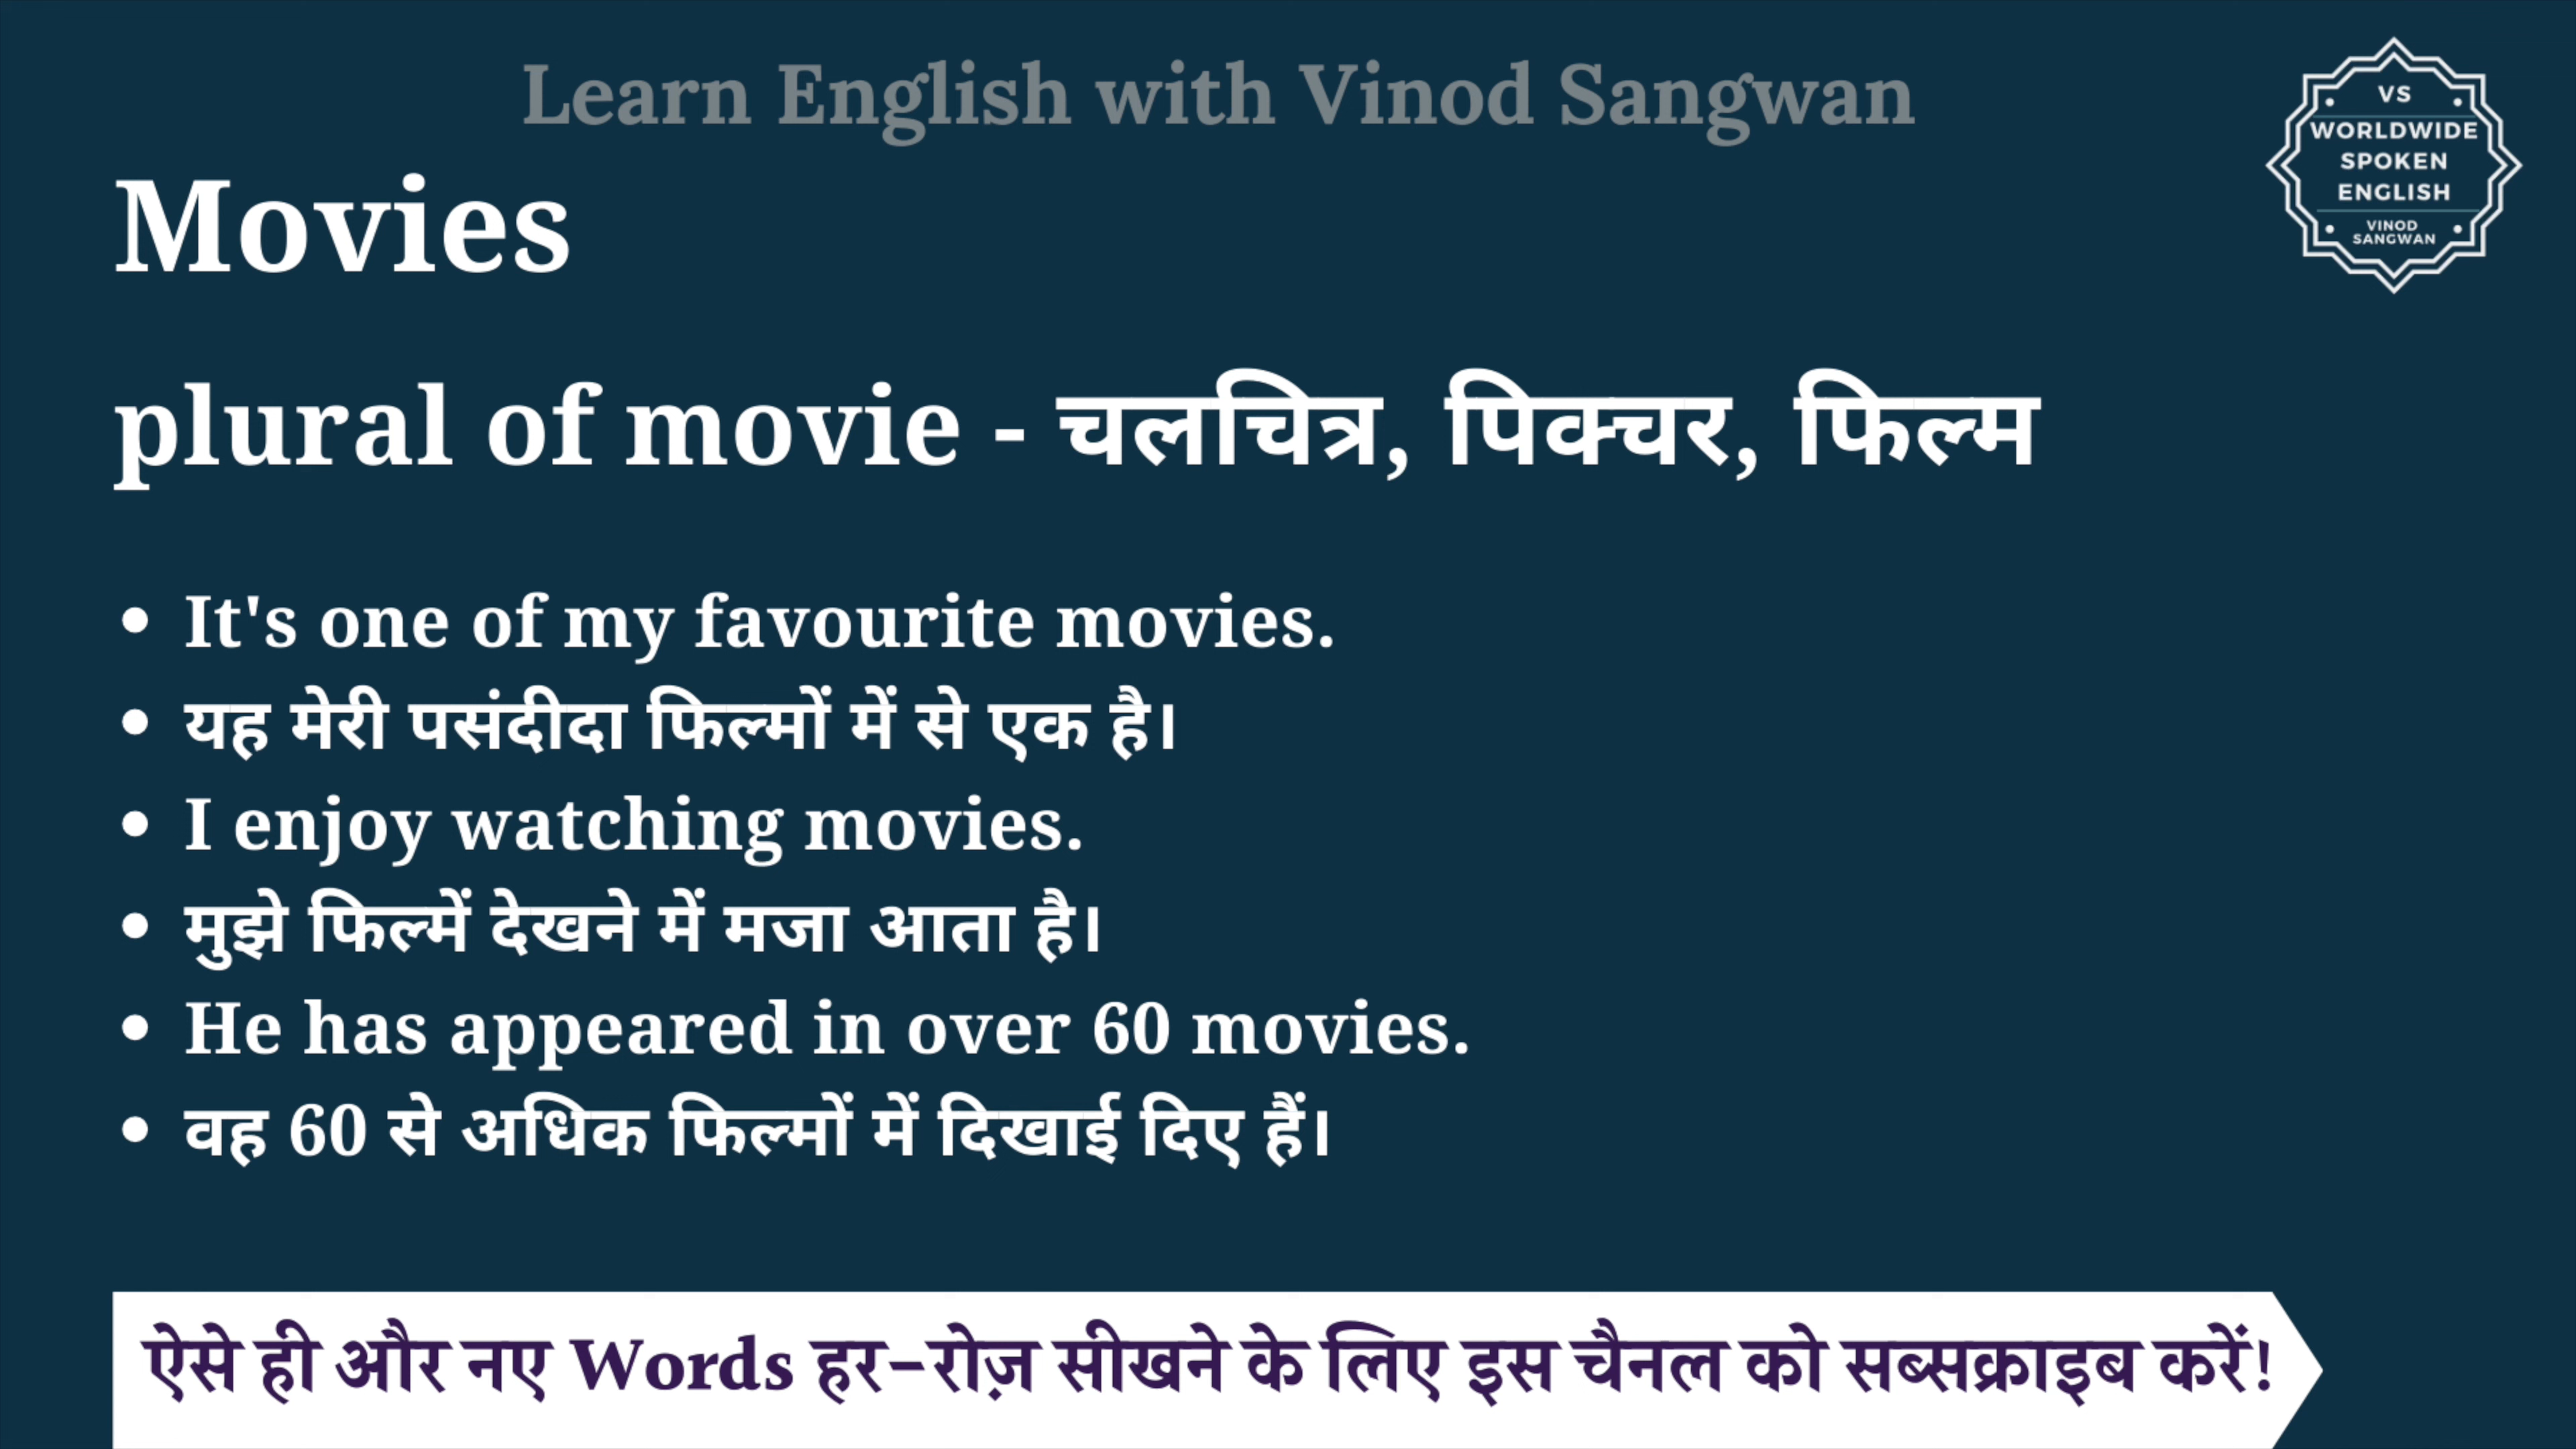 Learn English with Vinod Sangwan
VS
WORLDWIDE
SPOKEN
ENGLISH
VINOD
SANGWAN
Movies
plural of movie - चलचित्र, पिक्चर, फिल्म
• It's one of my favourite movies.
• यह मेरी पसंदीदा फिल्मों में से एक है।
• I enjoy watching movies.
• मुझे फिल्में देखने में मजा आता है।
• He has appeared in over 60 movies.
• वह 60 से अधिक फिल्मों में दिखाई दिए हैं।
ऐसे ही और नए Words हर-रोज़ सीखने के लिए इस चैनल को सब्सक्राइब करें!